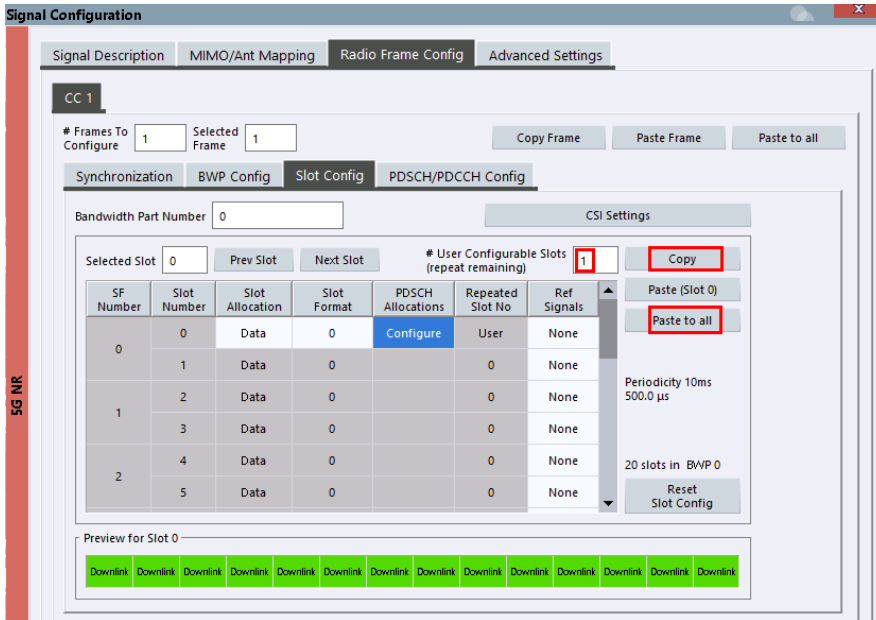 Signal Configuration
X
5G NR
Signal Description MIMO/Ant Mapping Radio Frame Config Advanced Settings
CC 1
# Frames To Configure 1 Selected Frame 1 Copy Frame Paste Frame Paste to all
Synchronization BWP Config Slot Config PDSCH/PDCCH Config
Bandwidth Part Number 0 CSI Settings
Selected Slot 0 Prev Slot Next Slot # User Configurable Slots (repeat remaining) 1 Copy
Paste (Slot 0)
Paste to all
SF Number Slot Number Slot Allocation Slot Format PDSCH Allocations Repeated Slot No Ref Signals
0 0 Data 0 Configure User None
1 Data 0 0 None
1 2 Data 0 0 None
3 Data 0 0 None
2 4 Data 0 0 None
5 Data 0 0 None
Periodicity 10ms
500.0 μs
20 slots in BWP 0
Reset
Slot Config
Preview for Slot 0
Downlink Downlink Downlink Downlink Downlink Downlink Downlink Downlink Downlink Downlink Downlink Downlink Downlink Downlink